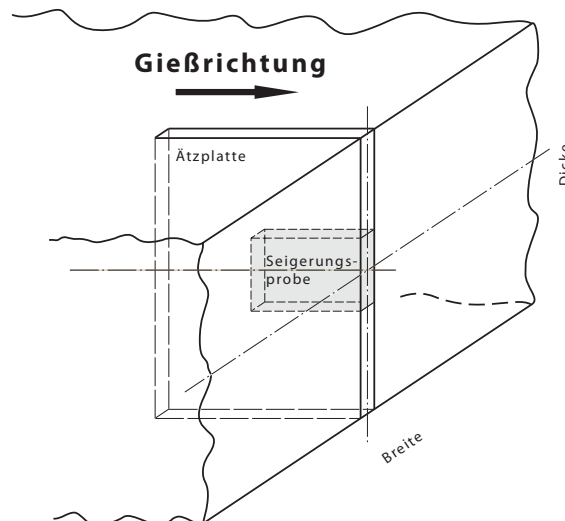 Gießrichtung
Ätzplatte
Dicke
Seigerungs-
probe
Breite